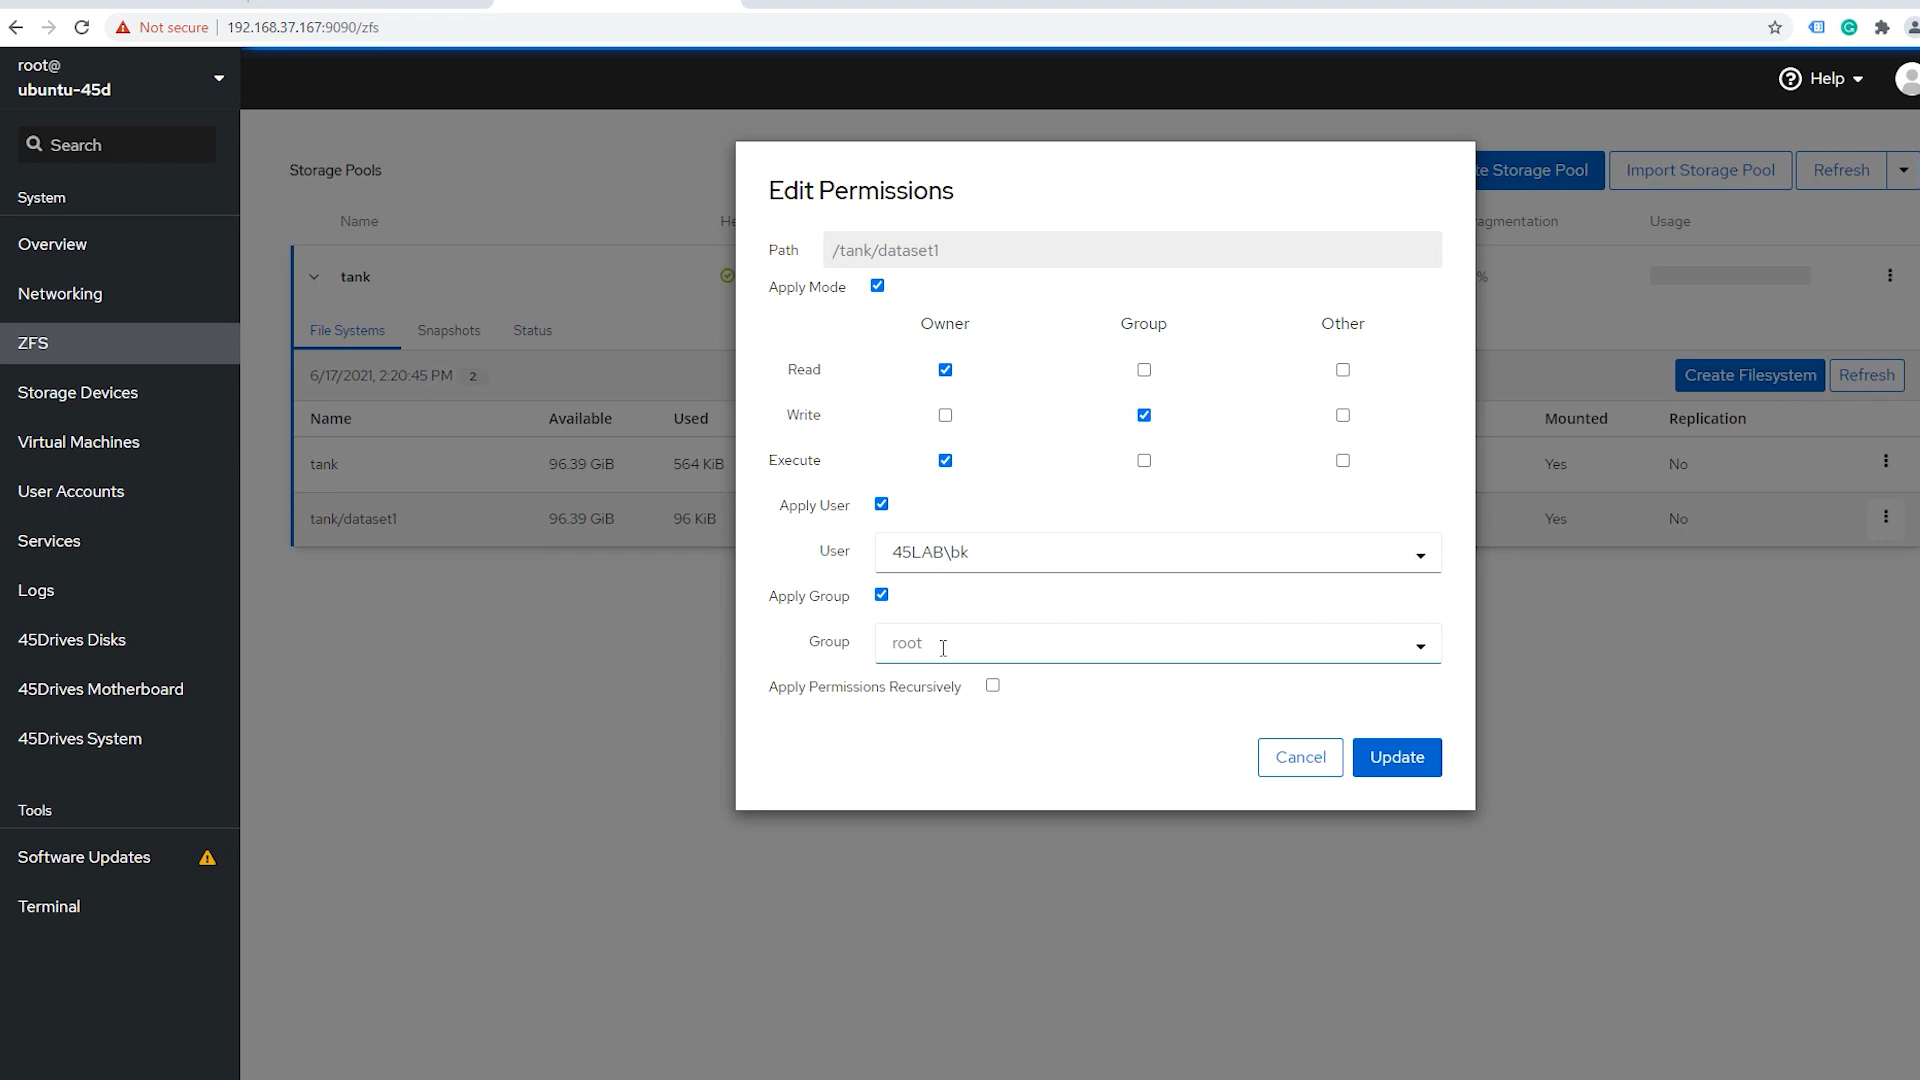 Not secure
192.168.37.167:9090/zfs
root@
ubuntu-45d
Help
Search
System
Overview
Networking
ZFS
Storage Devices
Virtual Machines
User Accounts
Services
Logs
45Drives Disks
45Drives Motherboard
45Drives System
Tools
Software Updates
Terminal
Storage Pools
te Storage Pool
Import Storage Pool
Refresh
Name
He
agmentation
Usage
tank
%
File Systems
Snapshots
Status
6/17/2021, 2:20:45 PM 2
Create Filesystem
Refresh
Name
Available
Used
Mounted
Replication
tank
96.39 GiB
564 KiB
Yes
No
tank/dataset1
96.39 GiB
96 KiB
Yes
No
Edit Permissions
Path
/tank/dataset1
Apply Mode
Owner
Group
Other
Read
Write
Execute
Apply User
User
45LAB\bk
Apply Group
Group
root
Apply Permissions Recursively
Cancel
Update